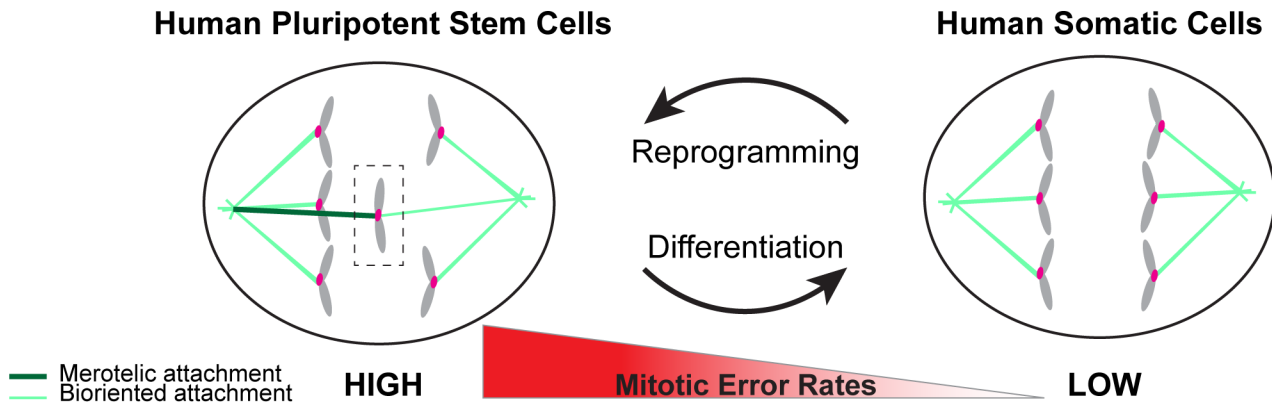 Human Pluripotent Stem Cells
Human Somatic Cells
Reprogramming
Differentiation
Merotelic attachment
Bioriented attachment
HIGH
Mitotic Error Rates
LOW